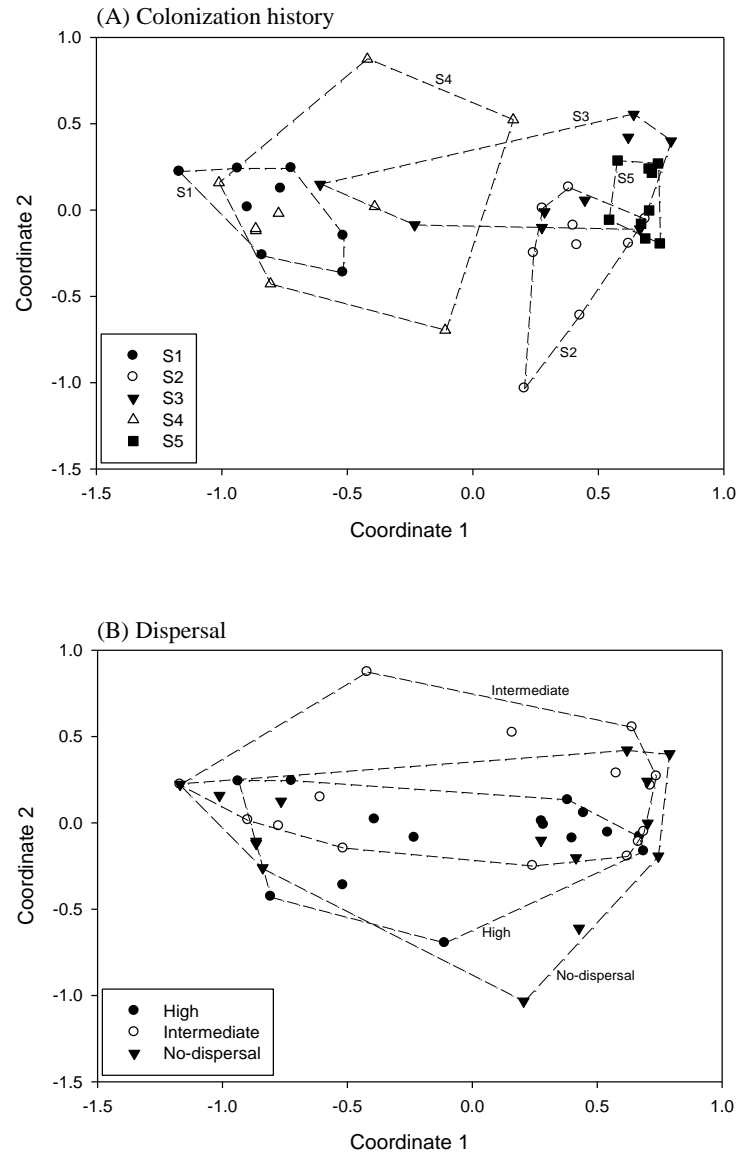 (A) Colonization history
1.0
S4
S3
0.5
S1
S5
0.0
Coordinate 2
-0.5
S2
S1
S2
-1.0
S3
S4
S5
-1.5
-1.5 -1.0 -0.5 0.0 0.5 1.0
Coordinate 1
(B) Dispersal
1.0
Intermediate
0.5
0.0
Coordinate 2
-0.5
High
No-dispersal
-1.0
High
Intermediate
No-dispersal
-1.5
-1.5 -1.0 -0.5 0.0 0.5 1.0
Coordinate 1